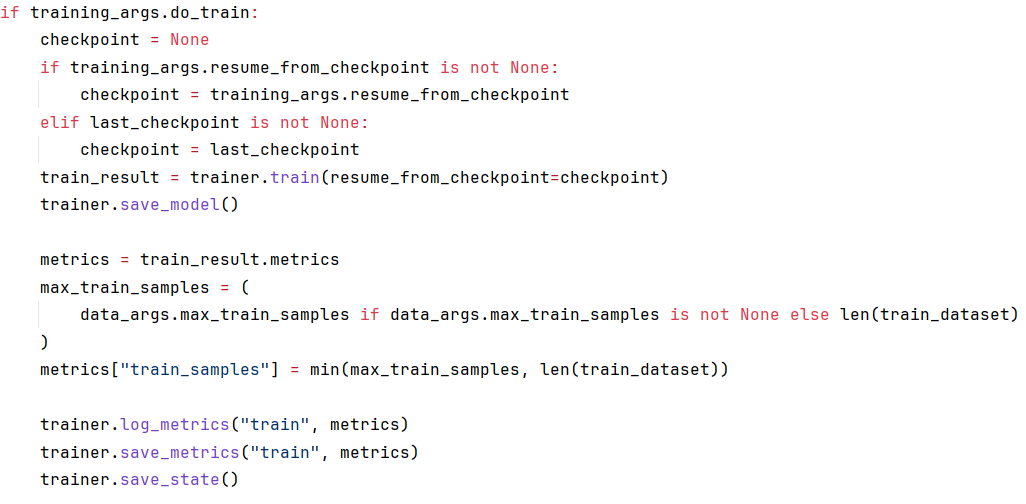 if training_args.do_train:
    checkpoint = None
    if training_args.resume_from_checkpoint is not None:
        checkpoint = training_args.resume_from_checkpoint
    elif last_checkpoint is not None:
        checkpoint = last_checkpoint
    train_result = trainer.train(resume_from_checkpoint=checkpoint)
    trainer.save_model()

    metrics = train_result.metrics
    max_train_samples = (
        data_args.max_train_samples if data_args.max_train_samples is not None else len(train_dataset)
    )
    metrics["train_samples"] = min(max_train_samples, len(train_dataset))

    trainer.log_metrics("train", metrics)
    trainer.save_metrics("train", metrics)
    trainer.save_state()